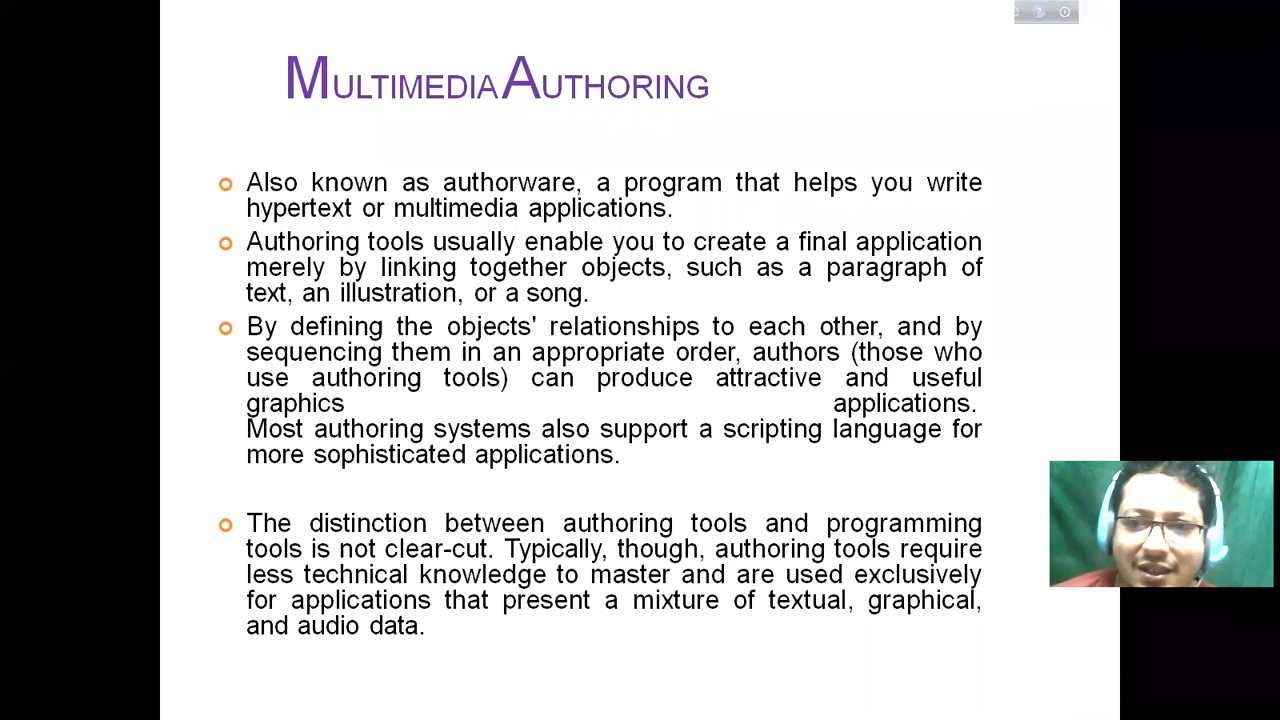 MULTIMEDIA AUTHORING
Also known as authorware, a program that helps you write
hypertext or multimedia applications.
Authoring tools usually enable you to create a final application
merely by linking together objects, such as a paragraph of
text, an illustration, or a song.
By defining the objects' relationships to each other, and by
sequencing them in an appropriate order, authors (those who
use authoring tools) can produce attractive and useful
graphics applications.
Most authoring systems also support a scripting language for
more sophisticated applications.
The distinction between authoring tools and programming
tools is not clear-cut. Typically, though, authoring tools require
less technical knowledge to master and are used exclusively
for applications that present a mixture of textual, graphical,
and audio data.